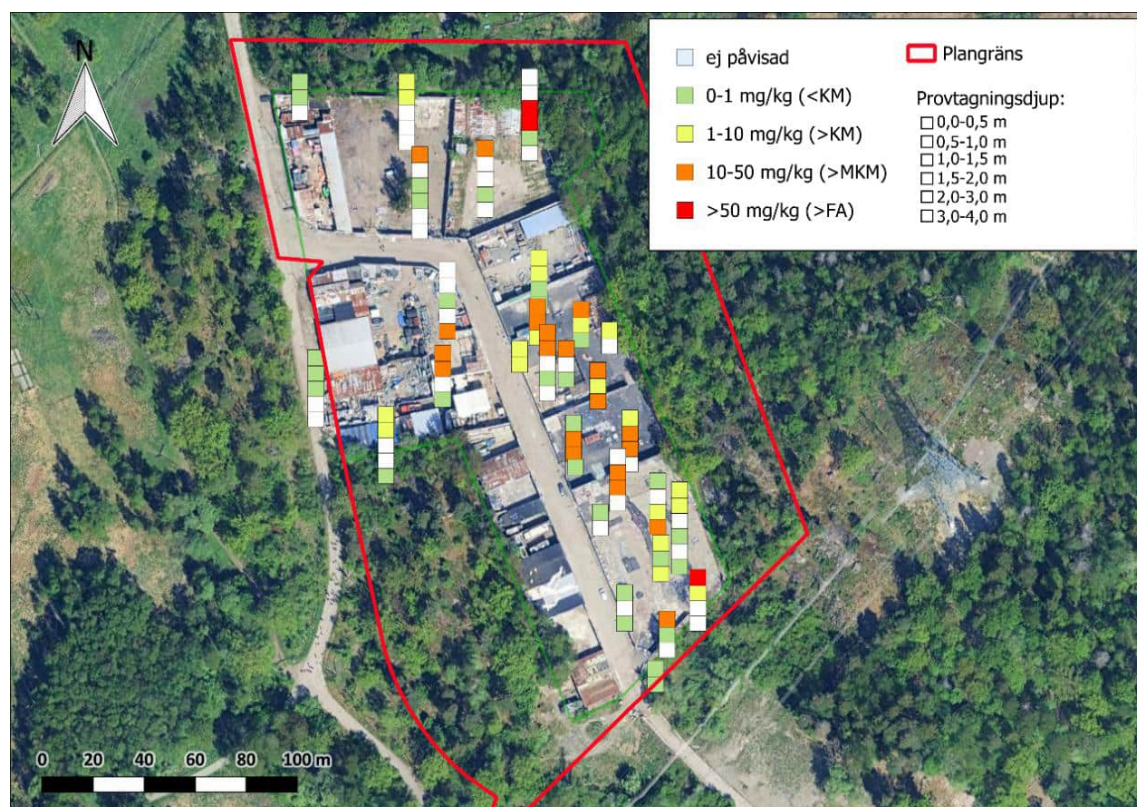 N
ej påvisad
0-1 mg/kg (<KM)
1-10 mg/kg (>KM)
10-50 mg/kg (>MKM)
>50 mg/kg (>FA)
Plangräns
Provtagningsdjup:
0,0-0,5 m
0,5-1,0 m
1,0-1,5 m
1,5-2,0 m
2,0-3,0 m
3,0-4,0 m
0 20 40 60 80 100 m